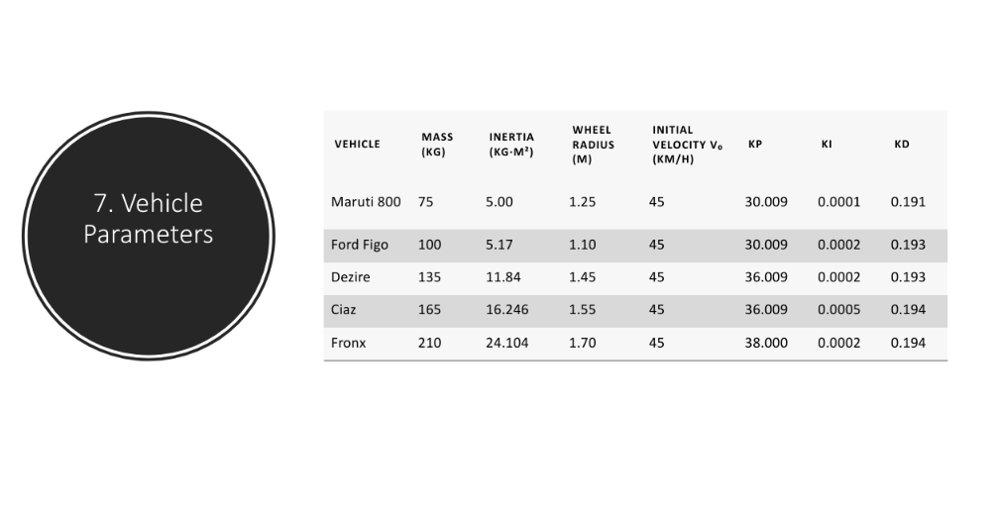 7. Vehicle
Parameters
VEHICLE MASS (KG) INERTIA (KG·M²) WHEEL RADIUS (M) INITIAL VELOCITY V₀ (KM/H) KP KI KD
Maruti 800 75 5.00 1.25 45 30.009 0.0001 0.191
Ford Figo 100 5.17 1.10 45 30.009 0.0002 0.193
Dezire 135 11.84 1.45 45 36.009 0.0002 0.193
Ciaz 165 16.246 1.55 45 36.009 0.0005 0.194
Fronx 210 24.104 1.70 45 38.000 0.0002 0.194